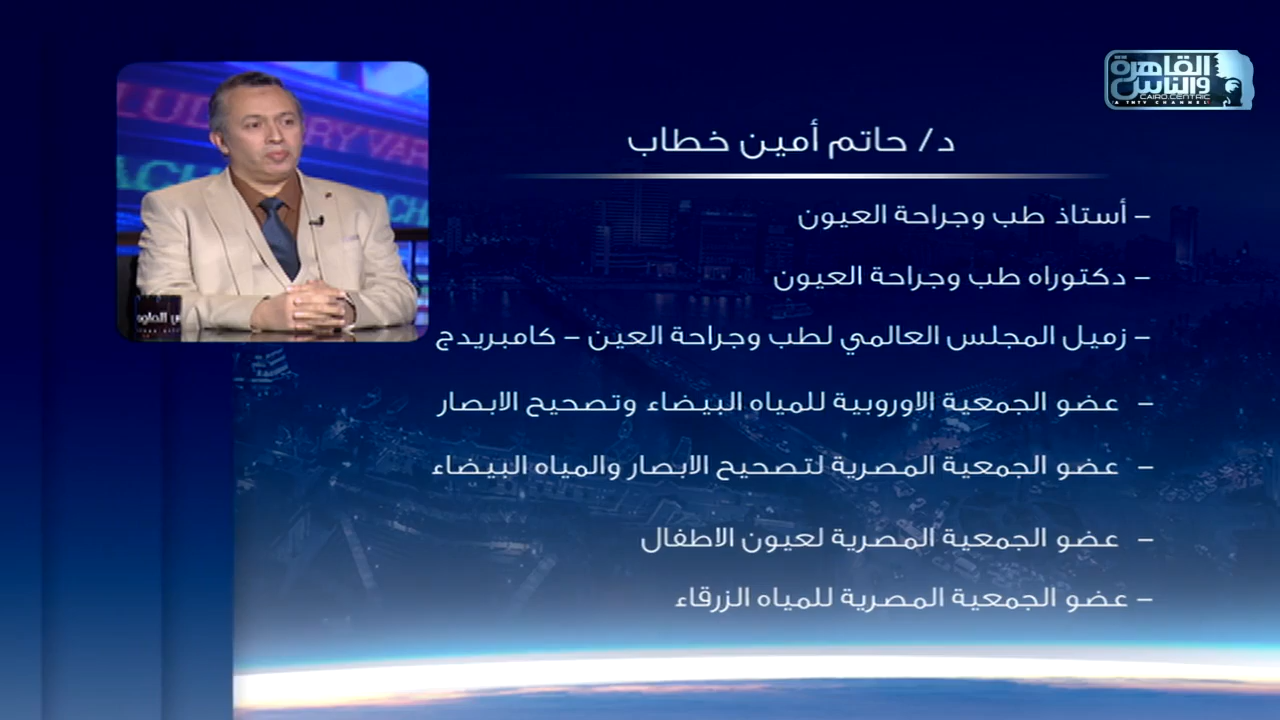 القاهرة
والناس
CAIRO.CENTRIC
A TNTV CHANNEL
د/ حاتم أمين خطاب
- أستاذ طب وجراحة العيون
- دكتوراه طب وجراحة العيون
- زميل المجلس العالمي لطب وجراحة العين - كامبريدج
- عضو الجمعية الاوروبية للمياه البيضاء وتصحيح الابصار
- عضو الجمعية المصرية لتصحيح الابصار والمياه البيضاء
- عضو الجمعية المصرية لعيون الاطفال
- عضو الجمعية المصرية للمياه الزرقاء